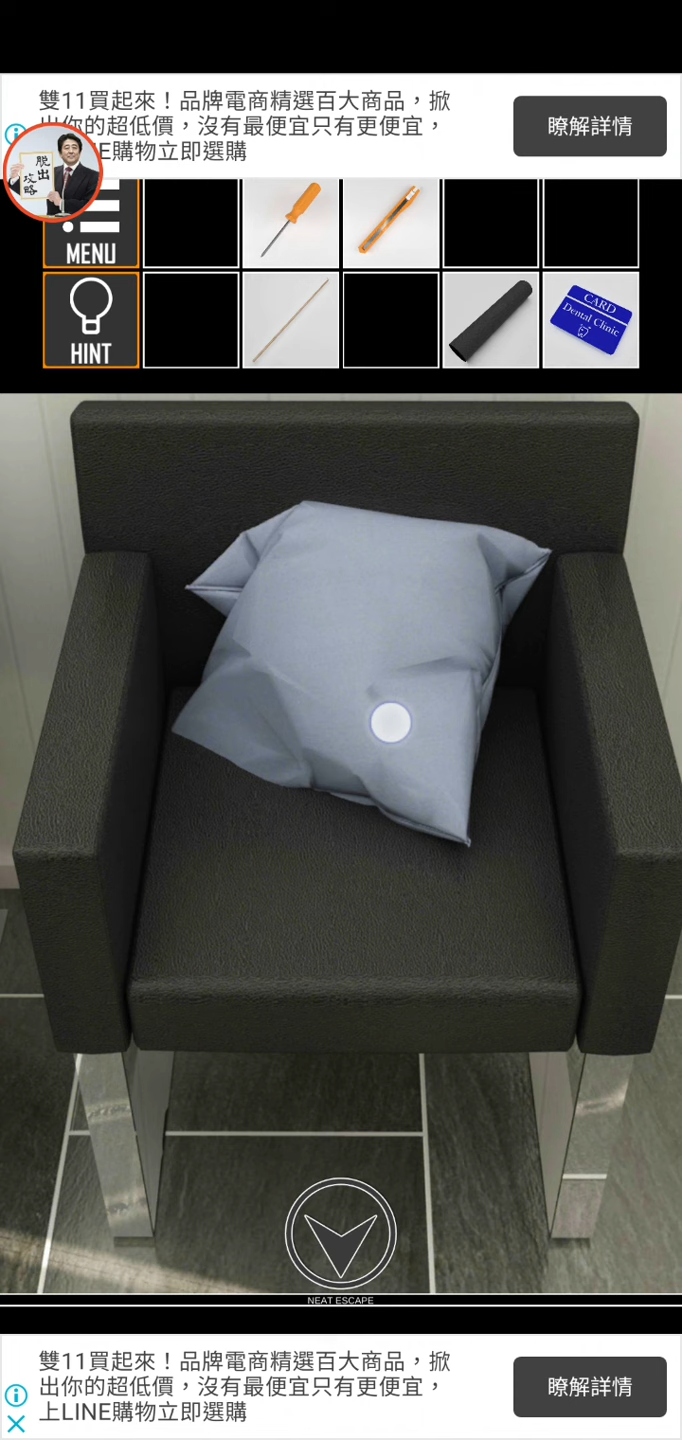 雙11買起來！品牌電商精選百大商品，掀
出你的超低價，沒有最便宜只有更便宜，
E購物立即選購
瞭解詳情
脫出
攻略
MENU
HINT
CARD
Dental Clinic
NEAT ESCAPE
雙11買起來！品牌電商精選百大商品，掀
出你的超低價，沒有最便宜只有更便宜，
上LINE購物立即選購
瞭解詳情